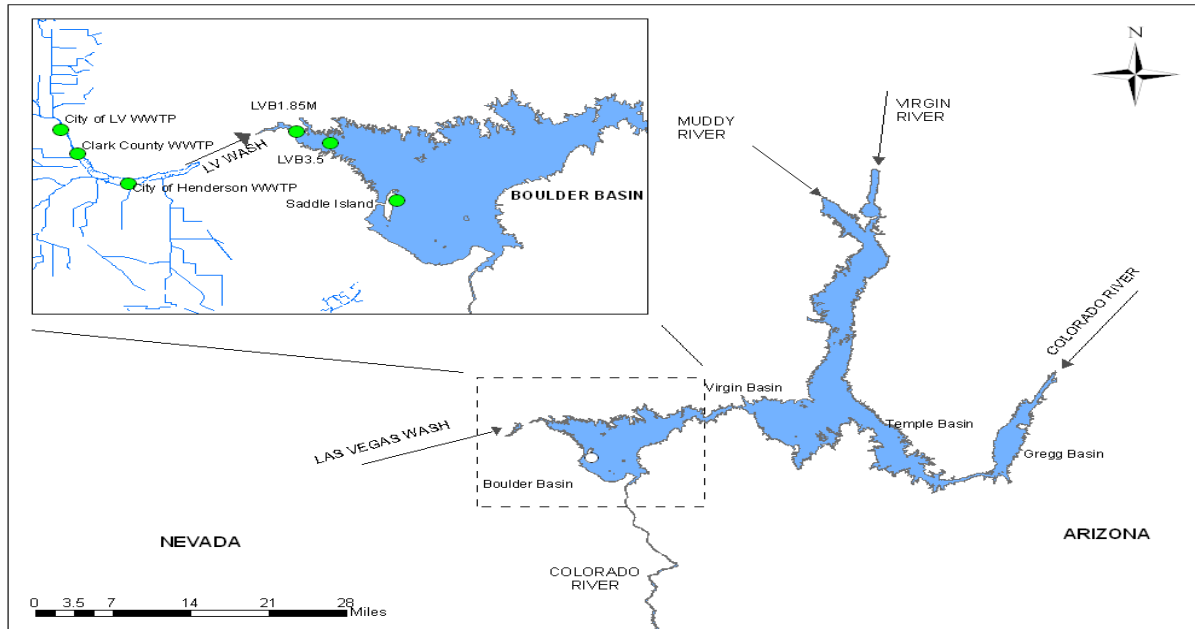 N
LVB1.85M
City of LV WWTP
Clark County WWTP
LV WASH
LVB3.5
City of Henderson WWTP
Saddle Island
BOULDER BASIN
MUDDY
RIVER
VIRGIN
RIVER
COLORADO RIVER
Virgin Basin
Temple Basin
Gregg Basin
LAS VEGAS WASH
Boulder Basin
NEVADA
ARIZONA
COLORADO
RIVER
0 3.5 7 14 21 28
Miles